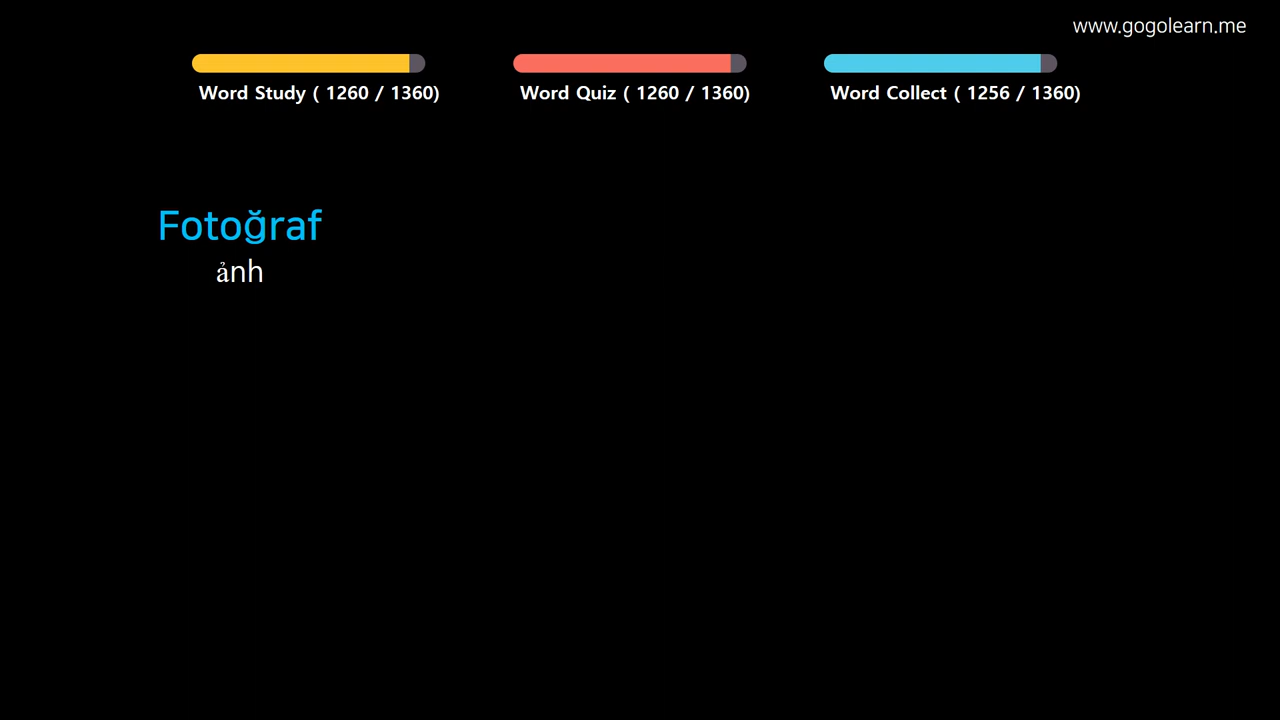 www.gogolearn.me
Word Study ( 1260 / 1360)
Word Quiz ( 1260 / 1360)
Word Collect ( 1256 / 1360)
Fotoğraf
ảnh